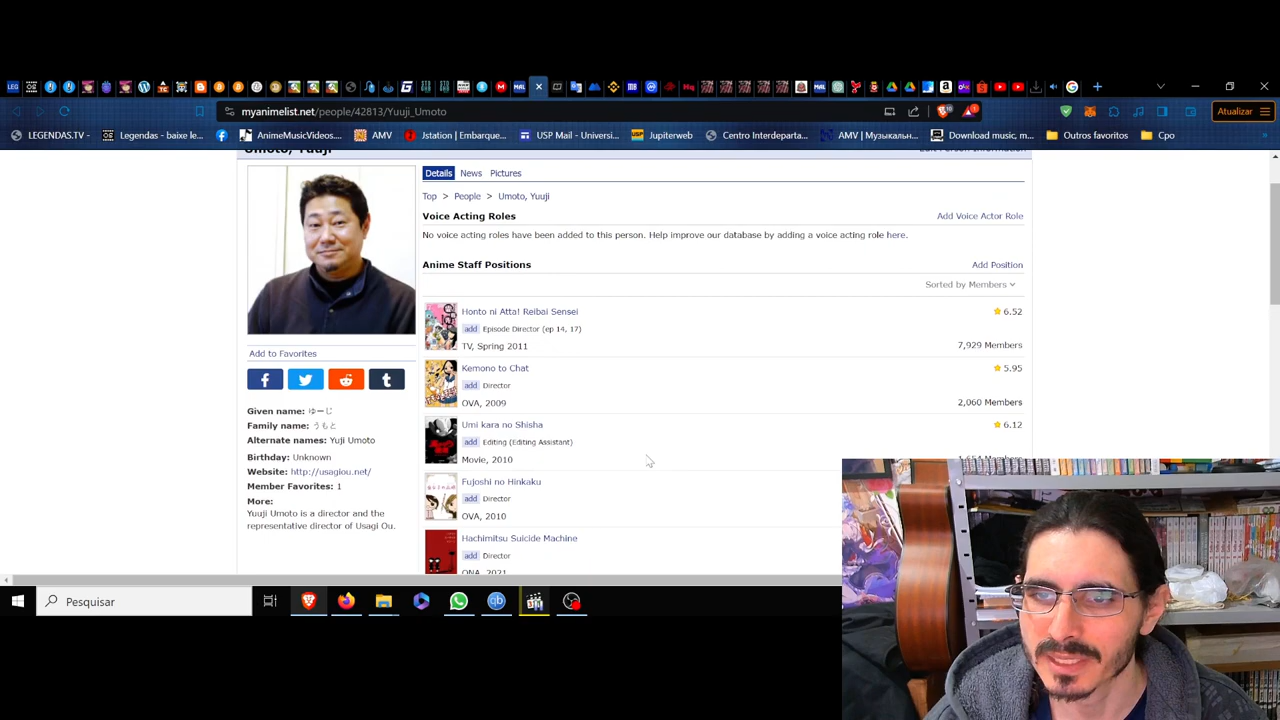 myanimelist.net/people/42813/Yuuji_Umoto
Atualizar
LEGENDS.TV -
Legendas - baixe le...
AnimeMusicVideos....
AMV
Jstation | Embarque...
USP Mail - Universi...
Jupiterweb
Centro Interdeparta...
AMV | Музыкальн...
Download music, m...
Outros favoritos
Cpo
Umoto, Yuuji
Edit Person Information
Details
News
Pictures
Top > People > Umoto, Yuuji
Voice Acting Roles
Add Voice Actor Role
No voice acting roles have been added to this person. Help improve our database by adding a voice acting role here.
Anime Staff Positions
Add Position
Sorted by Members
Honto ni Atta! Reibai Sensei
6.52
add Episode Director (ep 14, 17)
TV, Spring 2011
7,929 Members
Kemono to Chat
5.95
add Director
OVA, 2009
2,060 Members
Umi kara no Shisha
6.12
add Editing (Editing Assistant)
Movie, 2010
Fujoshi no Hinkaku
add Director
OVA, 2010
Hachimitsu Suicide Machine
add Director
ONA, 2021
Add to Favorites
Given name: ゆーじ
Family name: うもと
Alternate names: Yuji Umoto
Birthday: Unknown
Website: http://usagiou.net/
Member Favorites: 1
More:
Yuuji Umoto is a director and the
representative director of Usagi Ou.
Pesquisar